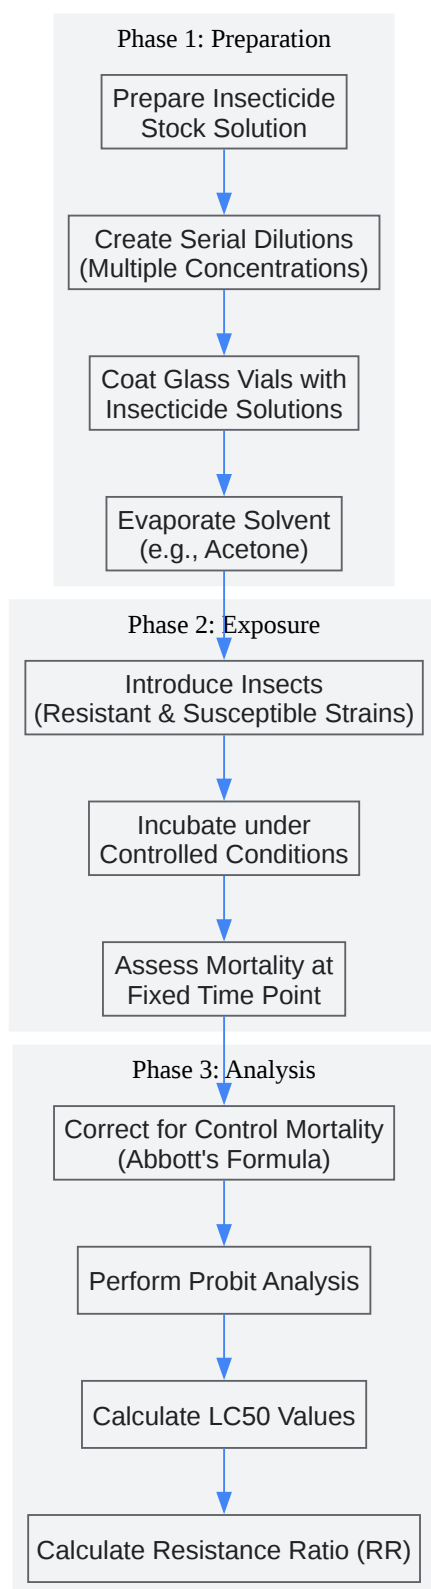 Phase 1: Preparation
Prepare Insecticide
Stock Solution
Create Serial Dilutions
(Multiple Concentrations)
Coat Glass Vials with
Insecticide Solutions
Evaporate Solvent
(e.g., Acetone)
Phase 2: Exposure
Introduce Insects
(Resistant & Susceptible Strains)
Incubate under
Controlled Conditions
Assess Mortality at
Fixed Time Point
Phase 3: Analysis
Correct for Control Mortality
(Abbott's Formula)
Perform Probit Analysis
Calculate LC50 Values
Calculate Resistance Ratio (RR)